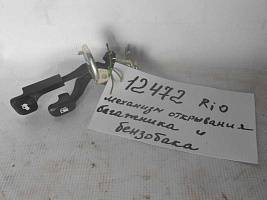 12472 RiO
механизм открывания
багажника и
бензобака